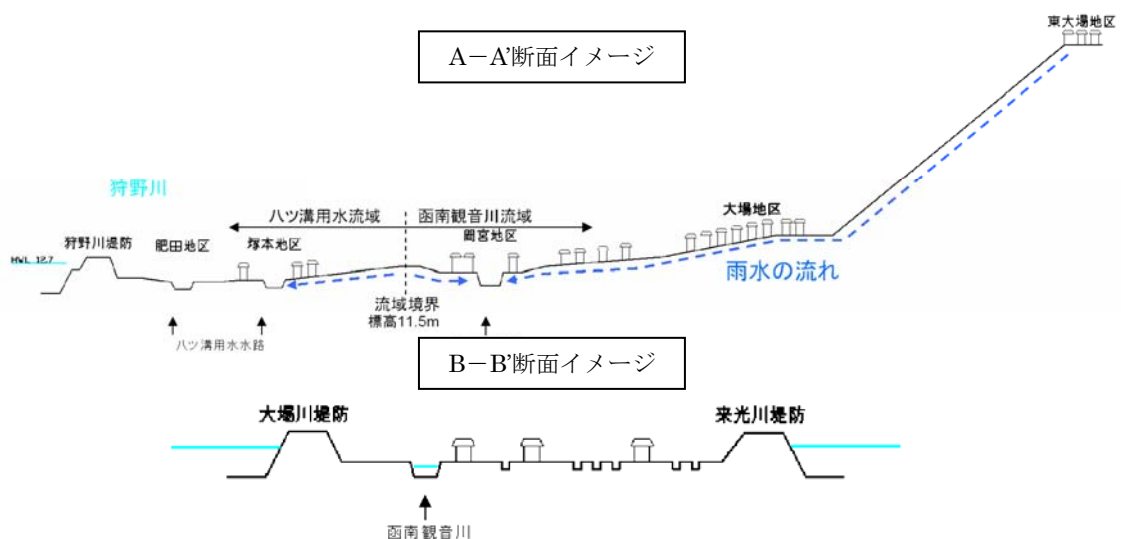 東大場地区
A－A’断面イメージ
狩野川
八ツ溝用水流域
函南観音川流域
大場地区
間宮地区
狩野川堤防
肥田地区
塚本地区
HWL 12.7
雨水の流れ
流域境界
標高11.5m
八ツ溝用水水路
B－B’断面イメージ
大場川堤防
来光川堤防
函南観音川